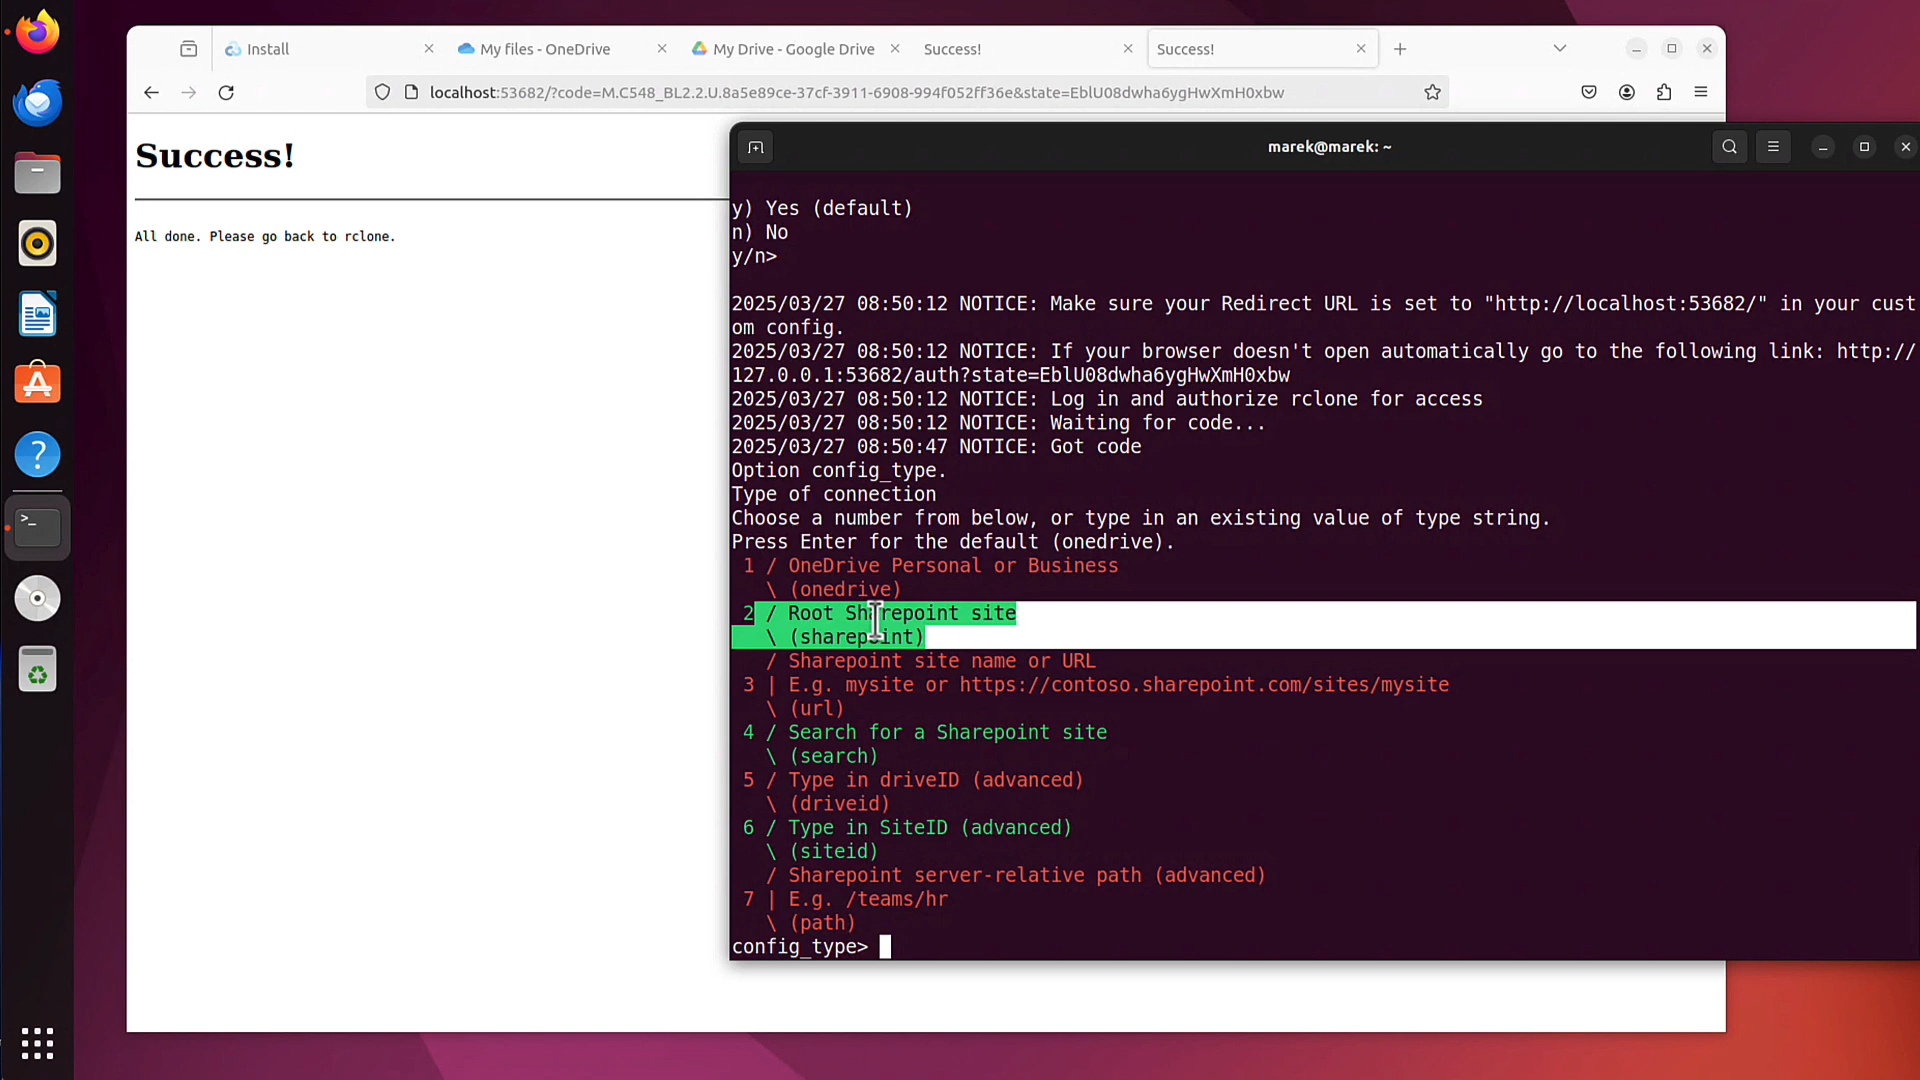 Install
My files - OneDrive
My Drive - Google Drive
Success!
Success!
localhost:53682/?code=M.C548_BL2.2.U.8a5e89ce-37cf-3911-6908-994f052ff36e&state=EblU08dwha6ygHwXmH0xbw
Success!
All done. Please go back to rclone.
marek@marek: ~
y) Yes (default)
n) No
y/n>
2025/03/27 08:50:12 NOTICE: Make sure your Redirect URL is set to "http://localhost:53682/" in your cust
om config.
2025/03/27 08:50:12 NOTICE: If your browser doesn't open automatically go to the following link: http://
127.0.0.1:53682/auth?state=EblU08dwha6ygHwXmH0xbw
2025/03/27 08:50:12 NOTICE: Log in and authorize rclone for access
2025/03/27 08:50:12 NOTICE: Waiting for code...
2025/03/27 08:50:47 NOTICE: Got code
Option config_type.
Type of connection
Choose a number from below, or type in an existing value of type string.
Press Enter for the default (onedrive).
1 / OneDrive Personal or Business
\ (onedrive)
2 / Root Sharepoint site
\ (sharepoint)
/ Sharepoint site name or URL
3 | E.g. mysite or https://contoso.sharepoint.com/sites/mysite
\ (url)
4 / Search for a Sharepoint site
\ (search)
5 / Type in driveID (advanced)
\ (driveid)
6 / Type in SiteID (advanced)
\ (siteid)
/ Sharepoint server-relative path (advanced)
7 | E.g. /teams/hr
\ (path)
config_type>